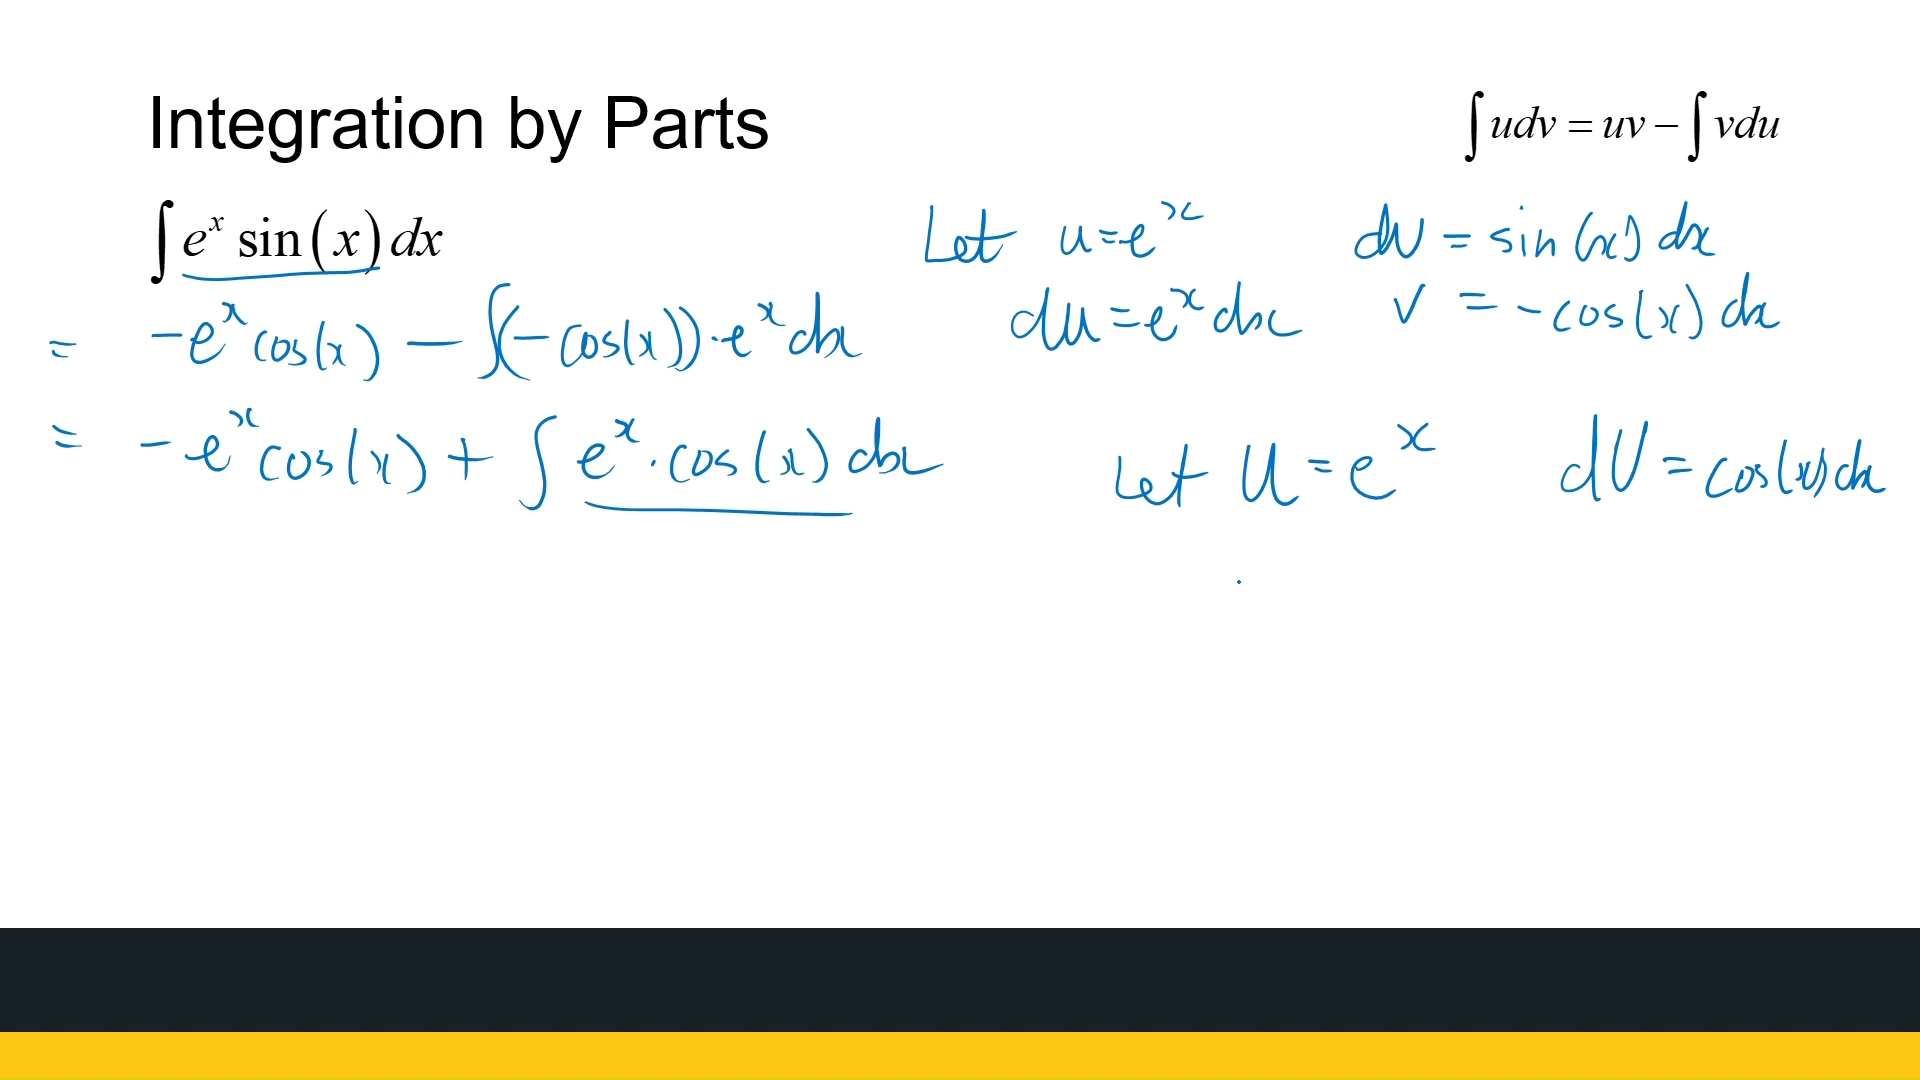 Integration by Parts
∫udv = uv − ∫vdu
∫e^x sin(x)dx
Let u=e^x dv = sin(x)dx
du=e^x dx v = -cos(x)dx
= -e^x cos(x) - ∫(-cos(x))·e^x dx
= -e^x cos(x) + ∫e^x·cos(x)dx
Let U=e^x dV=cos(x)dx